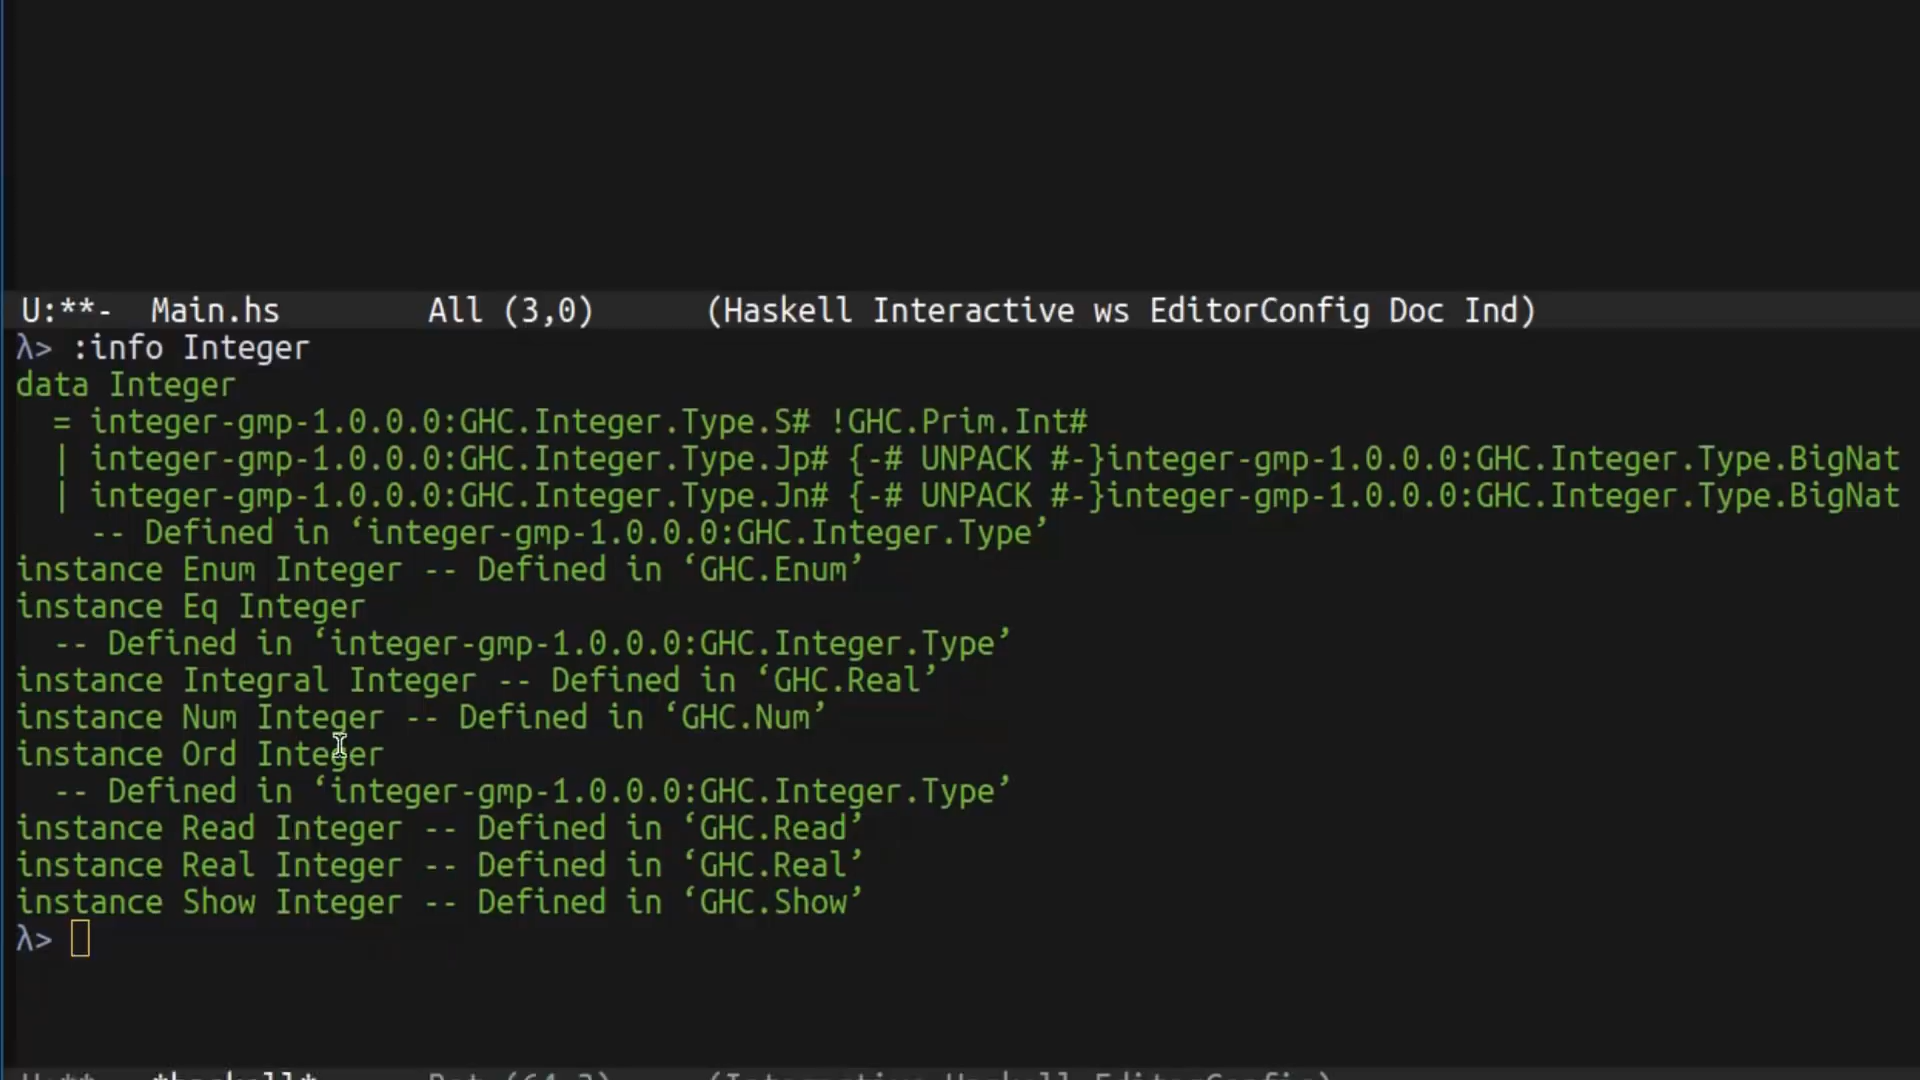 U:**-  Main.hs        All (3,0)      (Haskell Interactive ws EditorConfig Doc Ind)
λ> :info Integer
data Integer
  = integer-gmp-1.0.0.0:GHC.Integer.Type.S# !GHC.Prim.Int#
  | integer-gmp-1.0.0.0:GHC.Integer.Type.Jp# {-# UNPACK #-}integer-gmp-1.0.0.0:GHC.Integer.Type.BigNat
  | integer-gmp-1.0.0.0:GHC.Integer.Type.Jn# {-# UNPACK #-}integer-gmp-1.0.0.0:GHC.Integer.Type.BigNat
    -- Defined in ‘integer-gmp-1.0.0.0:GHC.Integer.Type’
instance Enum Integer -- Defined in ‘GHC.Enum’
instance Eq Integer
  -- Defined in ‘integer-gmp-1.0.0.0:GHC.Integer.Type’
instance Integral Integer -- Defined in ‘GHC.Real’
instance Num Integer -- Defined in ‘GHC.Num’
instance Ord Integer
  -- Defined in ‘integer-gmp-1.0.0.0:GHC.Integer.Type’
instance Read Integer -- Defined in ‘GHC.Read’
instance Real Integer -- Defined in ‘GHC.Real’
instance Show Integer -- Defined in ‘GHC.Show’
λ>
U:**-  *haskell*      Bot (64,3)     (Interactive-Haskell EditorConfig)